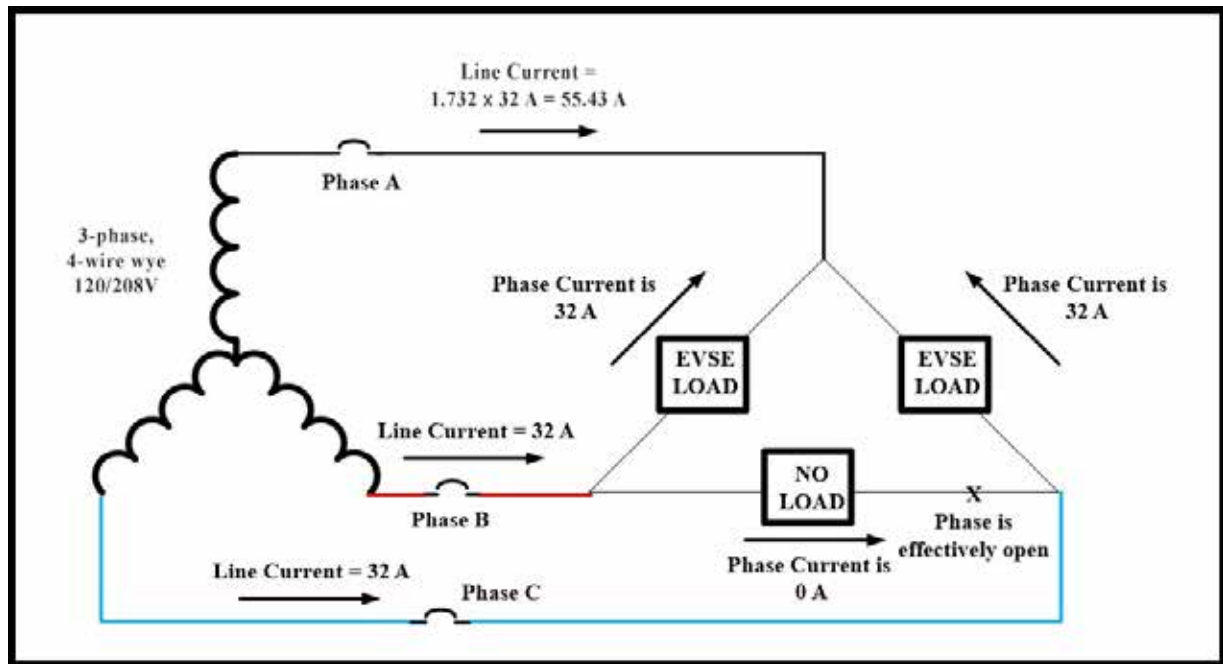 Line Current =
1.732 x 32 A = 55.43 A
Phase A
3-phase,
4-wire wye
120/208V
Phase Current is
32 A
Phase Current is
32 A
EVSE
LOAD
EVSE
LOAD
Line Current = 32 A
Phase B
NO
LOAD
X
Phase is
effectively open
Phase Current is
0 A
Line Current = 32 A
Phase C